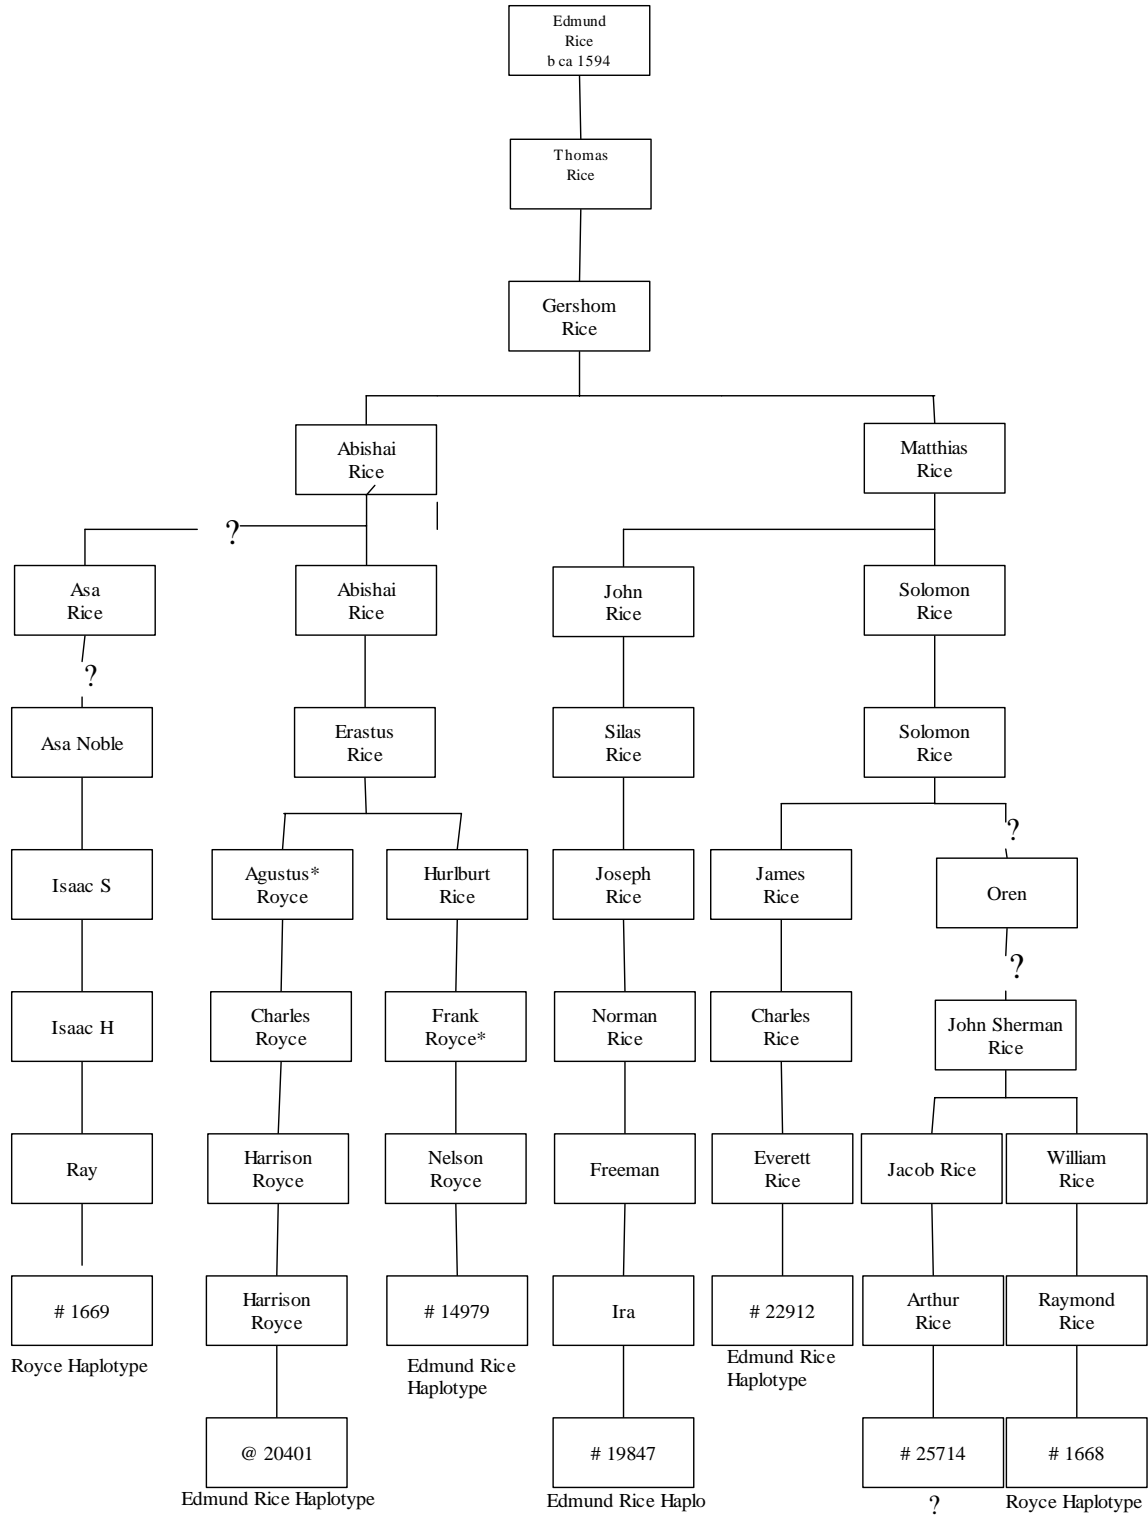 Edmund
Rice
b ca 1594
Thomas
Rice
Gershom
Rice
Abishai
Rice
Matthias
Rice
?
Asa
Rice
Abishai
Rice
John
Rice
Solomon
Rice
?
Asa Noble
Erastus
Rice
Silas
Rice
Solomon
Rice
?
Isaac S
Agustus*
Royce
Hurlburt
Rice
Joseph
Rice
James
Rice
Oren
?
Isaac H
Charles
Royce
Frank
Royce*
Norman
Rice
Charles
Rice
John Sherman
Rice
Ray
Harrison
Royce
Nelson
Royce
Freeman
Everett
Rice
Jacob Rice
William
Rice
# 1669
Royce Haplotype
Harrison
Royce
# 14979
Edmund Rice
Haplotype
Ira
# 22912
Edmund Rice
Haplotype
Arthur
Rice
Raymond
Rice
@ 20401
Edmund Rice Haplotype
# 19847
Edmund Rice Haplo
# 25714
?
# 1668
Royce Haplotype